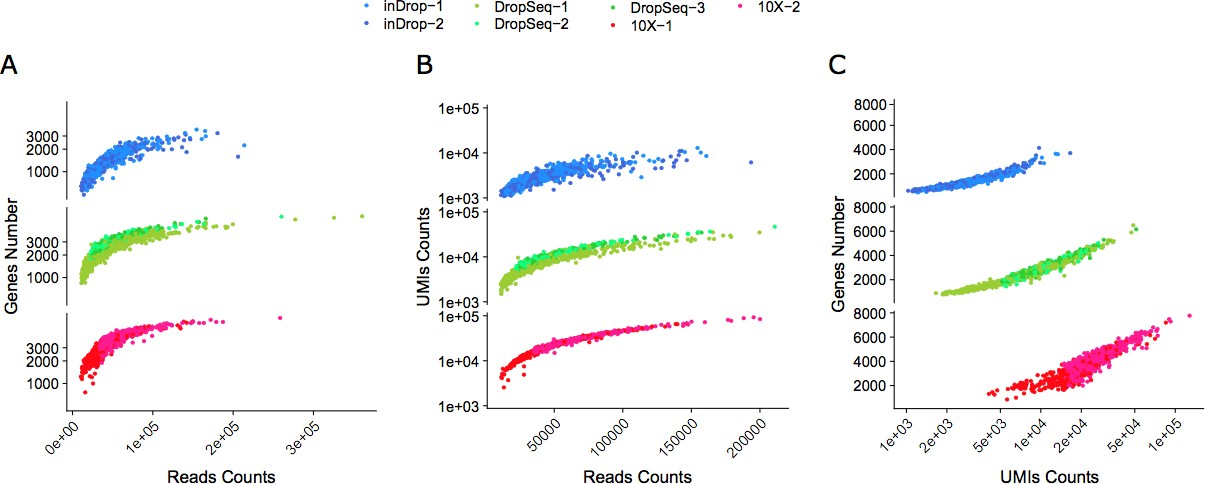 inDrop-1 DropSeq-1 DropSeq-3 10X-2
inDrop-2 DropSeq-2 10X-1
A B C
Genes Number
3000
2000
1000
3000
2000
1000
3000
2000
1000
0e+00 1e+05 2e+05 3e+05
Reads Counts
UMIs Counts
1e+05
1e+04
1e+03
1e+05
1e+04
1e+03
1e+05
1e+04
1e+03
50000 100000 150000 200000
Reads Counts
Genes Number
8000
6000
4000
2000
8000
6000
4000
2000
8000
6000
4000
2000
1e+03 2e+03 5e+03 1e+04 2e+04 5e+04 1e+05
UMIs Counts